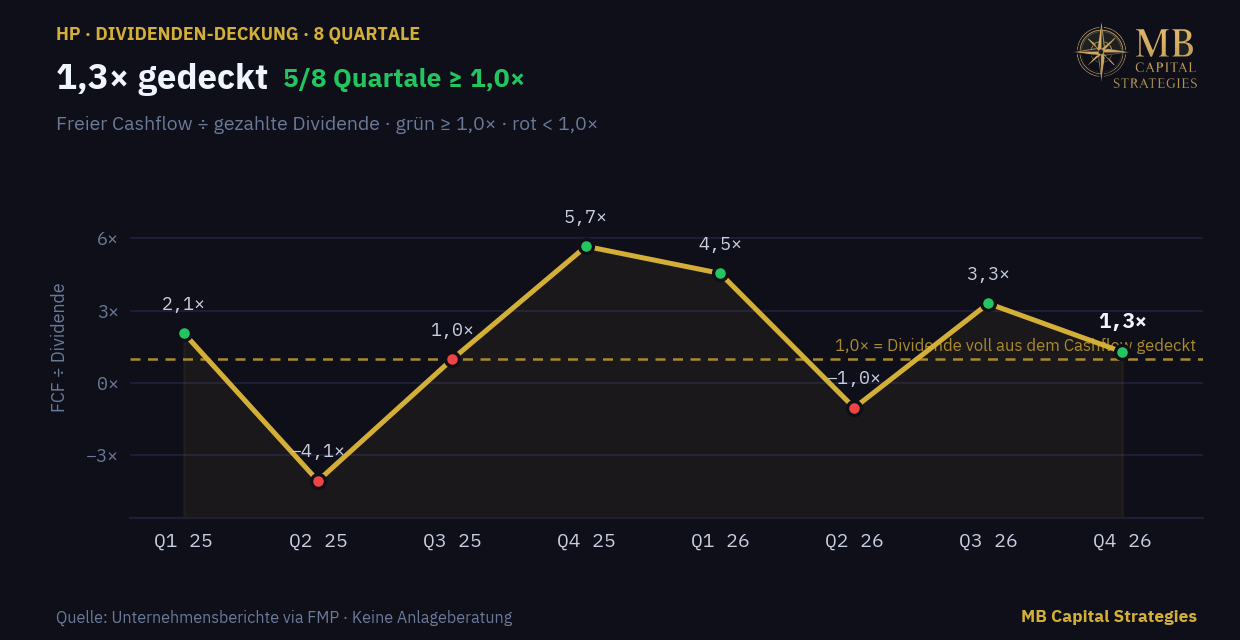 HP · DIVIDENDEN-DECKUNG · 8 QUARTALE
1,3× gedeckt 5/8 Quartale ≥ 1,0×
Freier Cashflow ÷ gezahlte Dividende · grün ≥ 1,0× · rot < 1,0×
MB
CAPITAL
STRATEGIES
FCF ÷ Dividende
6×
3×
0×
−3×
2,1×
−4,1×
1,0×
5,7×
4,5×
−1,0×
3,3×
1,3×
1,0× = Dividende voll aus dem Cashflow gedeckt
Q1 25 Q2 25 Q3 25 Q4 25 Q1 26 Q2 26 Q3 26 Q4 26
Quelle: Unternehmensberichte via FMP · Keine Anlageberatung
MB Capital Strategies